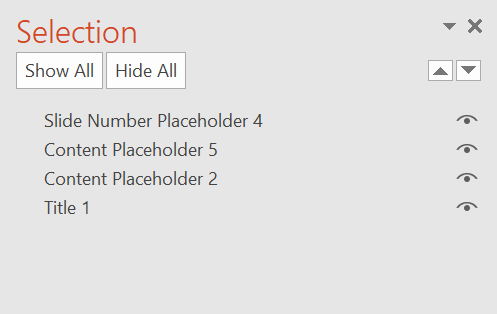 Selection
Show All Hide All
Slide Number Placeholder 4
Content Placeholder 5
Content Placeholder 2
Title 1